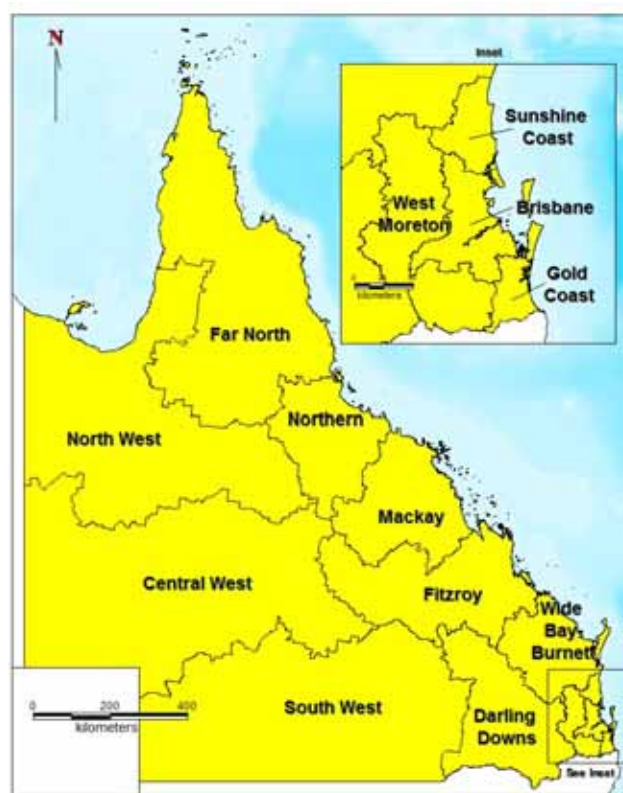 N
Inset
Sunshine
Coast
West
Moreton
Brisbane
Gold
Coast
kilometers
Far North
Northern
North West
Mackay
Central West
Fitzroy
Wide
Bay-
Burnett
South West
Darling
Downs
0 200 400
kilometers
See Inset